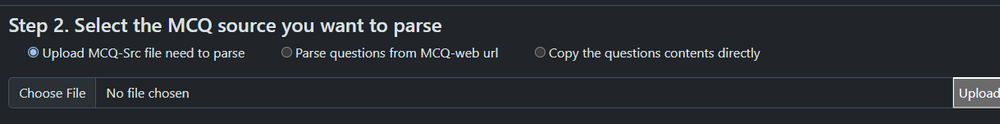 Step 2. Select the MCQ source you want to parse
Upload MCQ-Src file need to parse Parse questions from MCQ-web url Copy the questions contents directly
Choose File No file chosen Upload